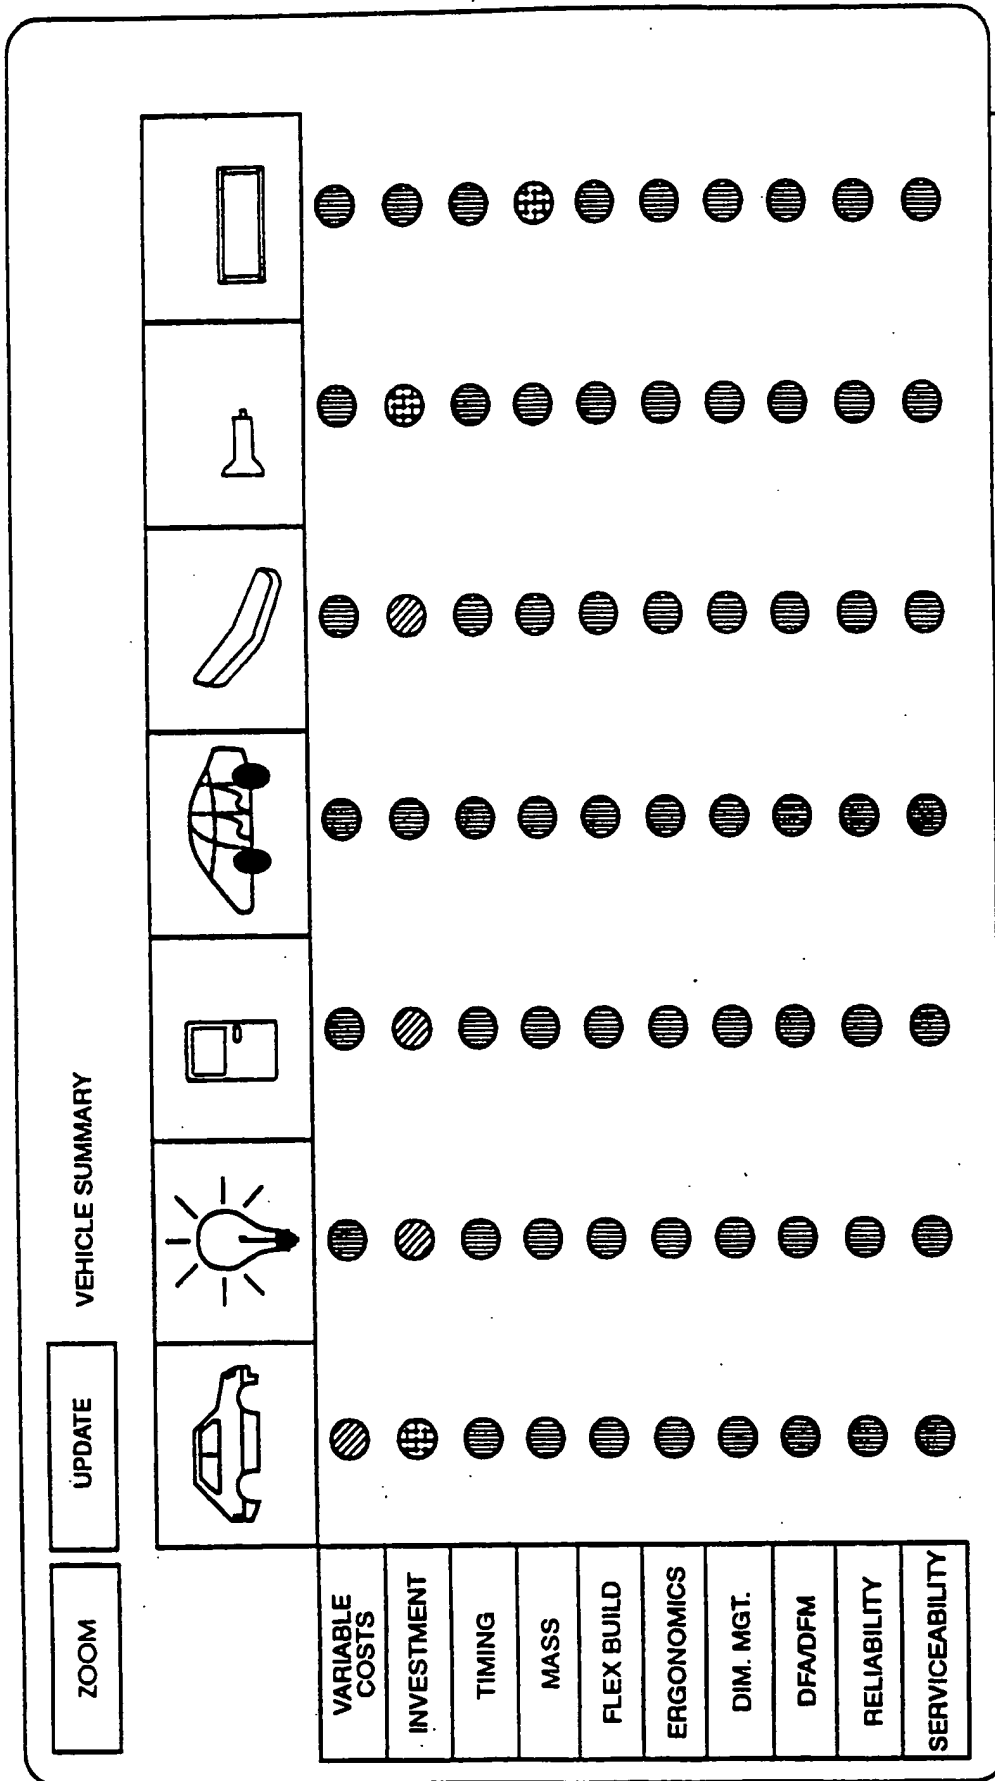 ZOOM
UPDATE
VEHICLE SUMMARY
VARIABLE
COSTS
INVESTMENT
TIMING
MASS
FLEX BUILD
ERGONOMICS
DIM. MGT.
DFA/DFM
RELIABILITY
SERVICEABILITY